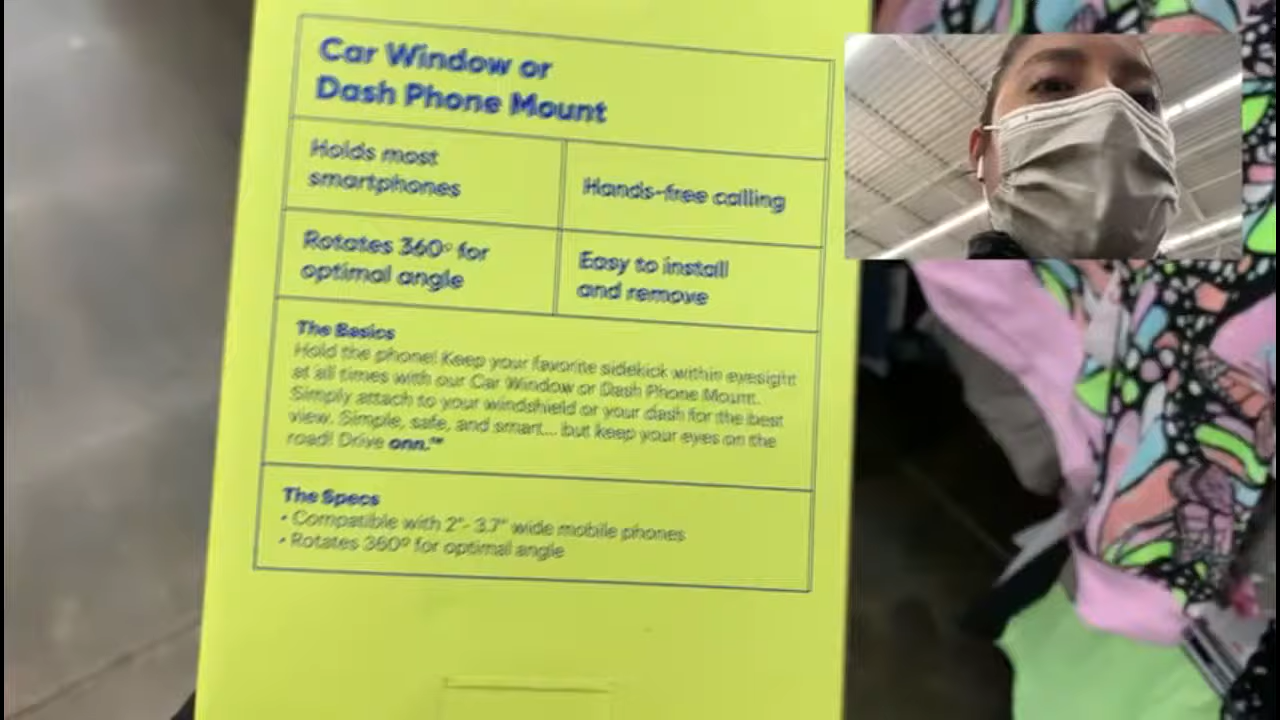 Car Window or
Dash Phone Mount
Holds most
smartphones
Hands-free calling
Rotates 360° for
optimal angle
Easy to install
and remove
The Basics
Hold the phone! Keep your favorite sidekick within eyesight
at all times with our Car Window or Dash Phone Mount.
Simply attach to your windshield or your dash for the best
view. Simple, safe, and smart... but keep your eyes on the
road! Drive onn.™
The Specs
• Compatible with 2"- 3.7" wide mobile phones
• Rotates 360° for optimal angle